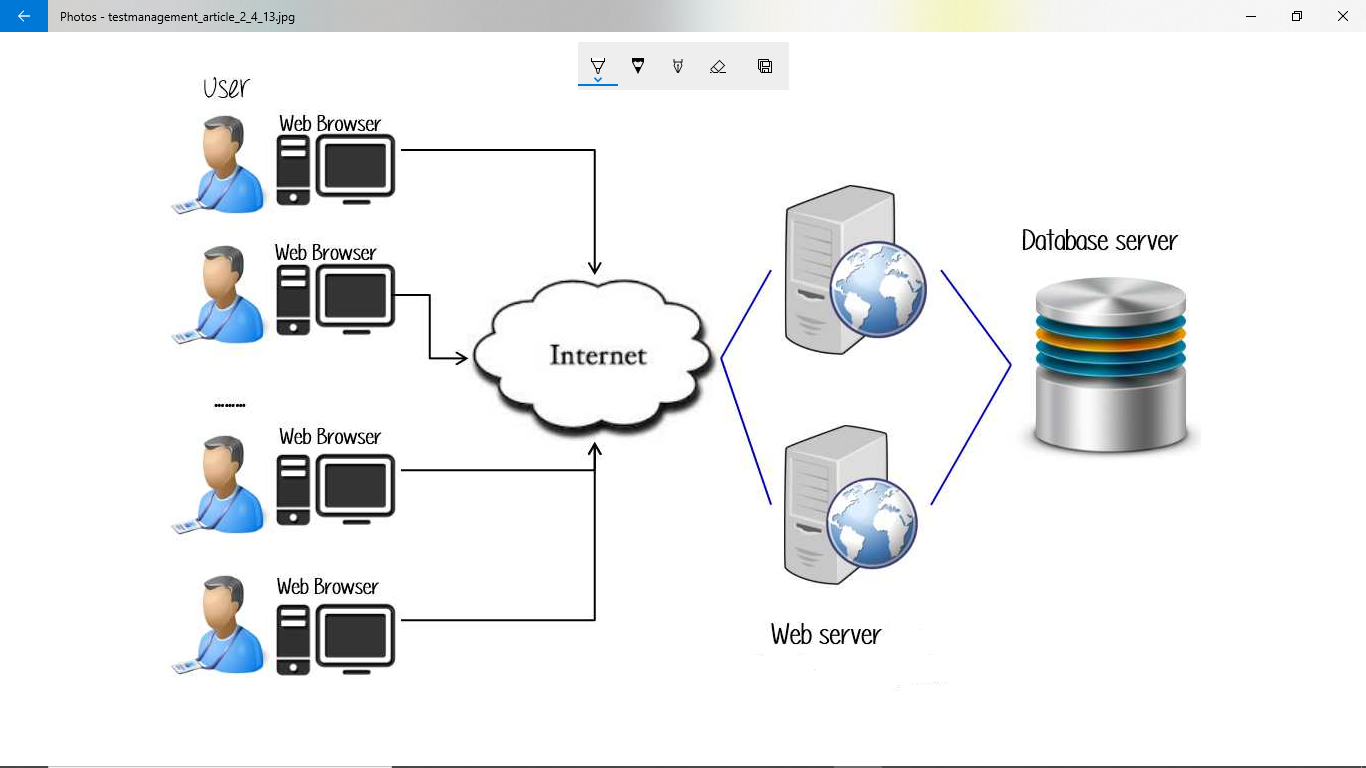 Photos - testmanagement_article_2_4_13.jpg
User
Web Browser
Web Browser
.........
Web Browser
Web Browser
Internet
Web server
Database server